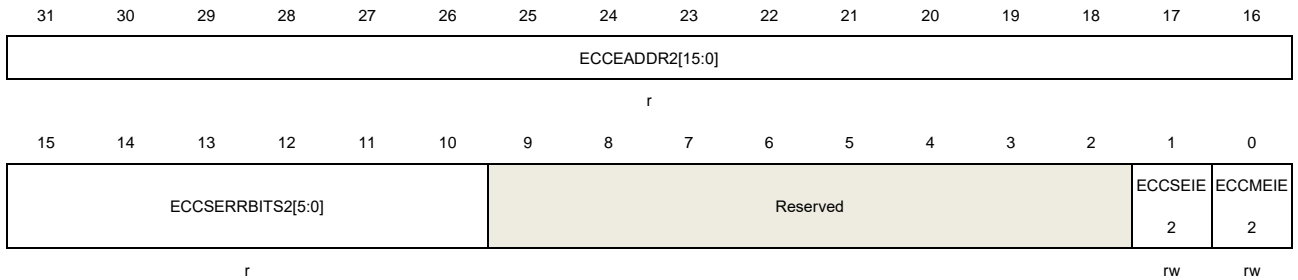 31 30 29 28 27 26 25 24 23 22 21 20 19 18 17 16
ECCEADDR2[15:0]
r
15 14 13 12 11 10 9 8 7 6 5 4 3 2 1 0
ECCSERRBITS2[5:0] Reserved ECCSEIE ECCMEIE
2 2
r rw rw